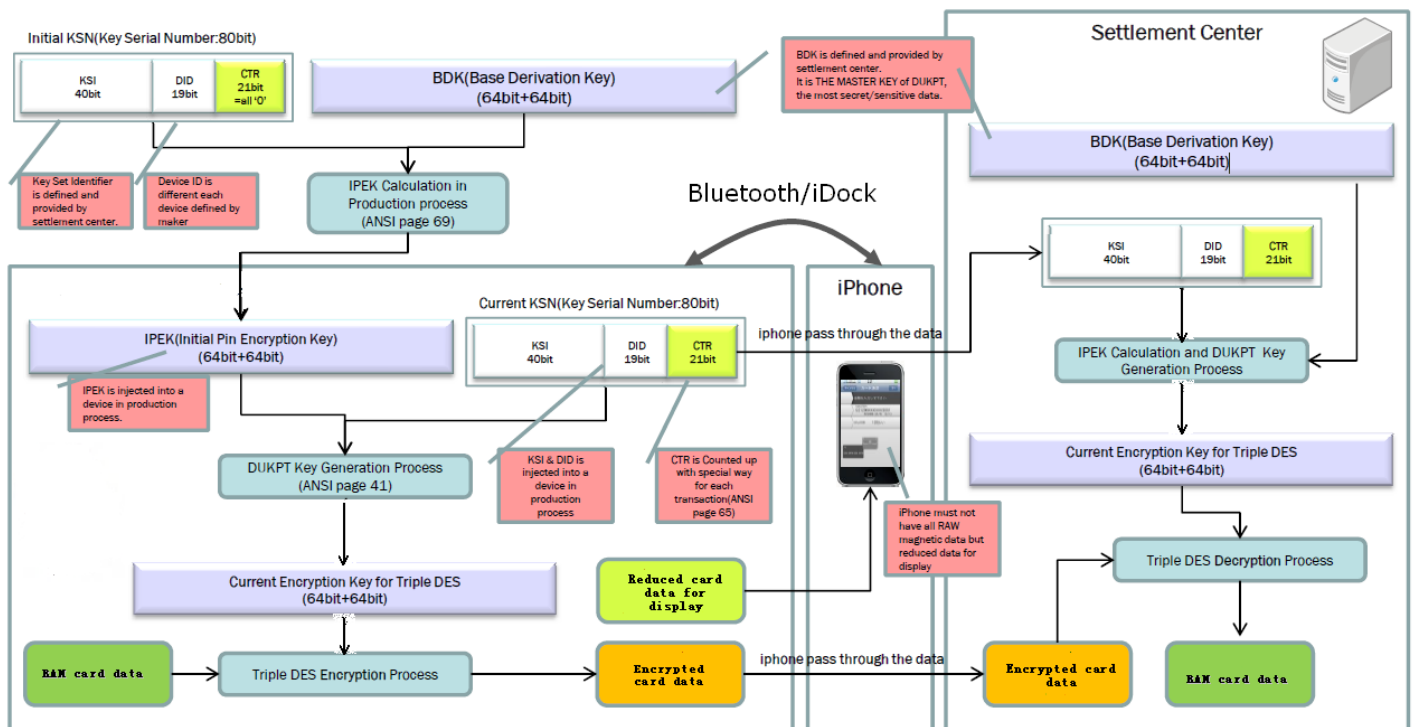 Initial KSN(Key Serial Number:80bit)
KSI
40bit
DID
19bit
CTR
21bit
=all '0'
BDK(Base Derivation Key)
(64bit+64bit)
BDK is defined and provided by
settlement center.
It is THE MASTER KEY of DUKPT,
the most secret/sensitive data.
Settlement Center
BDK(Base Derivation Key)
(64bit+64bit)
Key Set Identifier
is defined and
provided by
settlement center.
Device ID is
different each
device defined by
maker
IPEK Calculation in
Production process
(ANSI page 69)
Bluetooth/iDock
KSI
40bit
DID
19bit
CTR
21bit
iPhone
Current KSN(Key Serial Number:80bit)
IPEK(Initial Pin Encryption Key)
(64bit+64bit)
KSI
40bit
DID
19bit
CTR
21bit
iphone pass through the data
IPEK Calculation and DUKPT Key
Generation Process
IPEK is injected into a
device in production
process.
DUKPT Key Generation Process
(ANSI page 41)
KSI & DID is
injected into a
device in
production
process
CTR is Counted up
with special way
for each
transaction(ANSI
page 65)
Current Encryption Key for Triple DES
(64bit+64bit)
iPhone must not
have all RAW
magnetic data but
reduced data for
display
Current Encryption Key for Triple DES
(64bit+64bit)
Reduced card
data for
display
Triple DES Decryption Process
RAW card data
Triple DES Encryption Process
Encrypted
card data
iphone pass through the data
Encrypted card
data
RAW card data